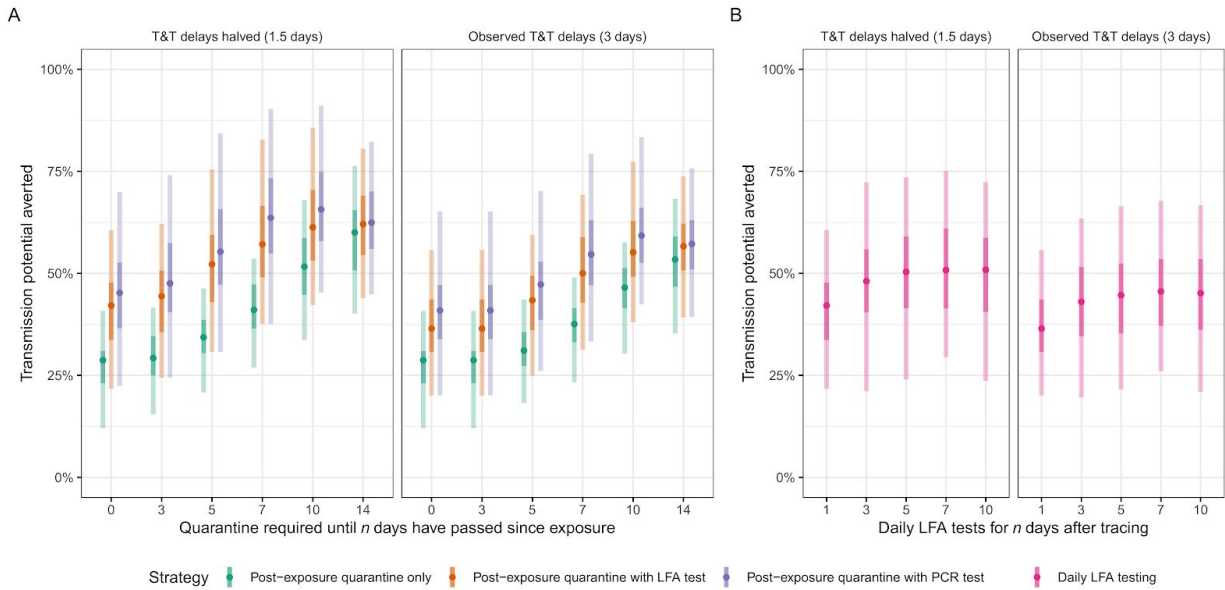 A
B
T&T delays halved (1.5 days)
Observed T&T delays (3 days)
T&T delays halved (1.5 days)
Observed T&T delays (3 days)
Transmission potential averted
100%
75%
50%
25%
0%
0 3 5 7 10 14
0 3 5 7 10 14
Quarantine required until n days have passed since exposure
Transmission potential averted
100%
75%
50%
25%
0%
1 3 5 7 10
1 3 5 7 10
Daily LFA tests for n days after tracing
Strategy
Post−exposure quarantine only
Post−exposure quarantine with LFA test
Post−exposure quarantine with PCR test
Daily LFA testing